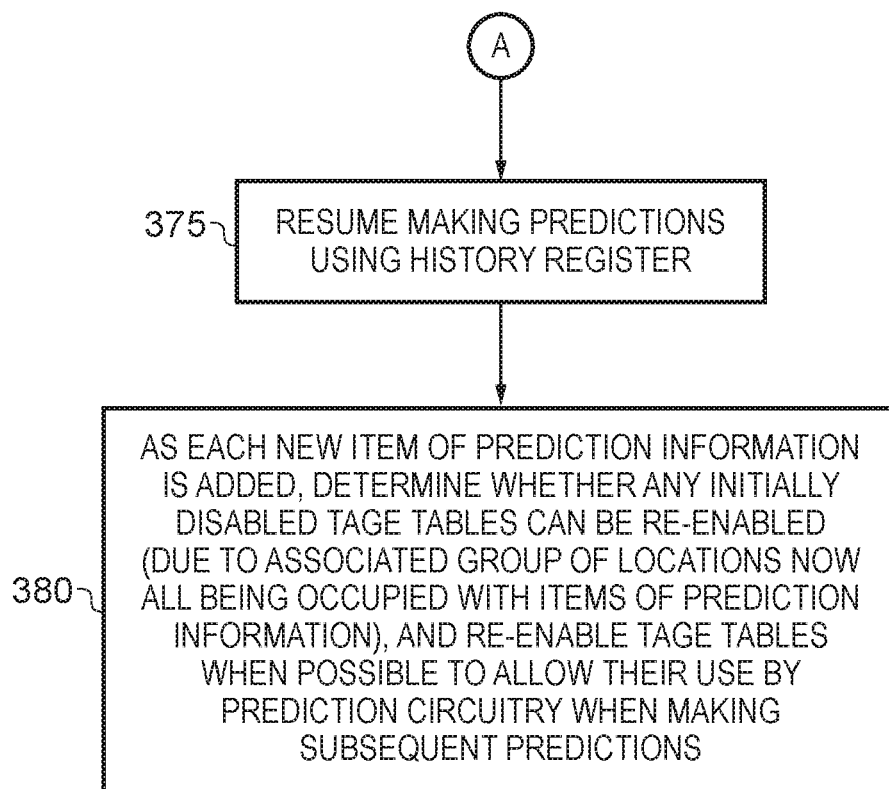 A
375
RESUME MAKING PREDICTIONS
USING HISTORY REGISTER
AS EACH NEW ITEM OF PREDICTION INFORMATION
IS ADDED, DETERMINE WHETHER ANY INITIALLY
DISABLED TAGE TABLES CAN BE RE-ENABLED
(DUE TO ASSOCIATED GROUP OF LOCATIONS NOW
380
ALL BEING OCCUPIED WITH ITEMS OF PREDICTION
INFORMATION), AND RE-ENABLE TAGE TABLES
WHEN POSSIBLE TO ALLOW THEIR USE BY
PREDICTION CIRCUITRY WHEN MAKING
SUBSEQUENT PREDICTIONS